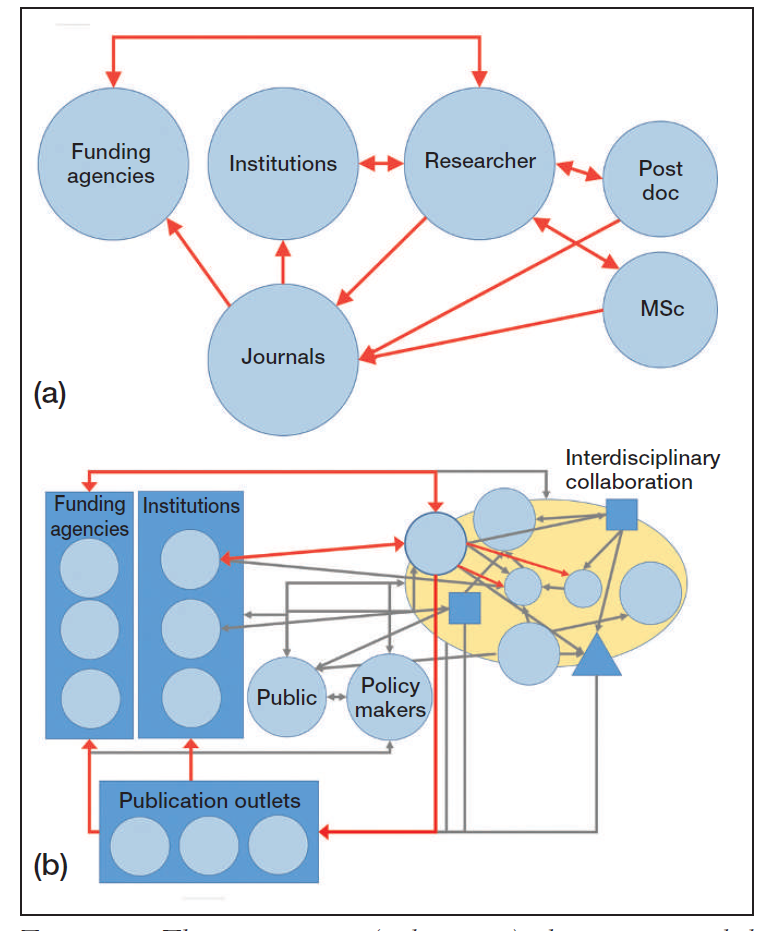 Funding
agencies
Institutions
Researcher
Post
doc
MSc
Journals
(a)
Interdisciplinary
collaboration
Funding
agencies
Institutions
Public
Policy
makers
Publication outlets
(b)